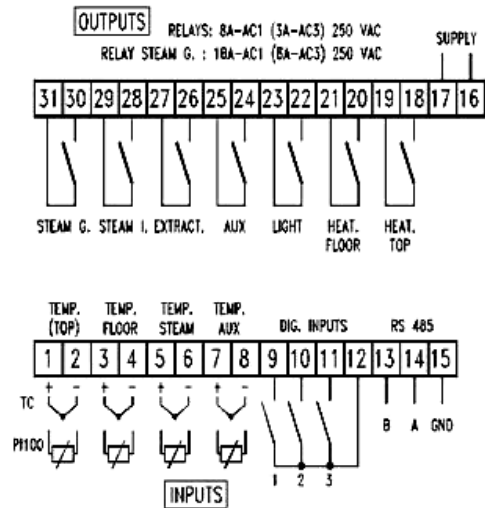 OUTPUTS
RELAYS: 8A-AC1 (3A-AC3) 250 VAC
RELAY STEAM G. : 18A-AC1 (8A-AC3) 250 VAC
SUPPLY
31 30 29 28 27 26 25 24 23 22 21 20 19 18 17 16
STEAM G. STEAM I. EXTRACT. AUX LIGHT HEAT. FLOOR HEAT. TOP
TEMP. (TOP) TEMP. FLOOR TEMP. STEAM TEMP. AUX DIG. INPUTS RS 485
1 2 3 4 5 6 7 8 9 10 11 12 13 14 15
+ - + - + - + -
TC
B A GND
Pt100
1 2 3
INPUTS